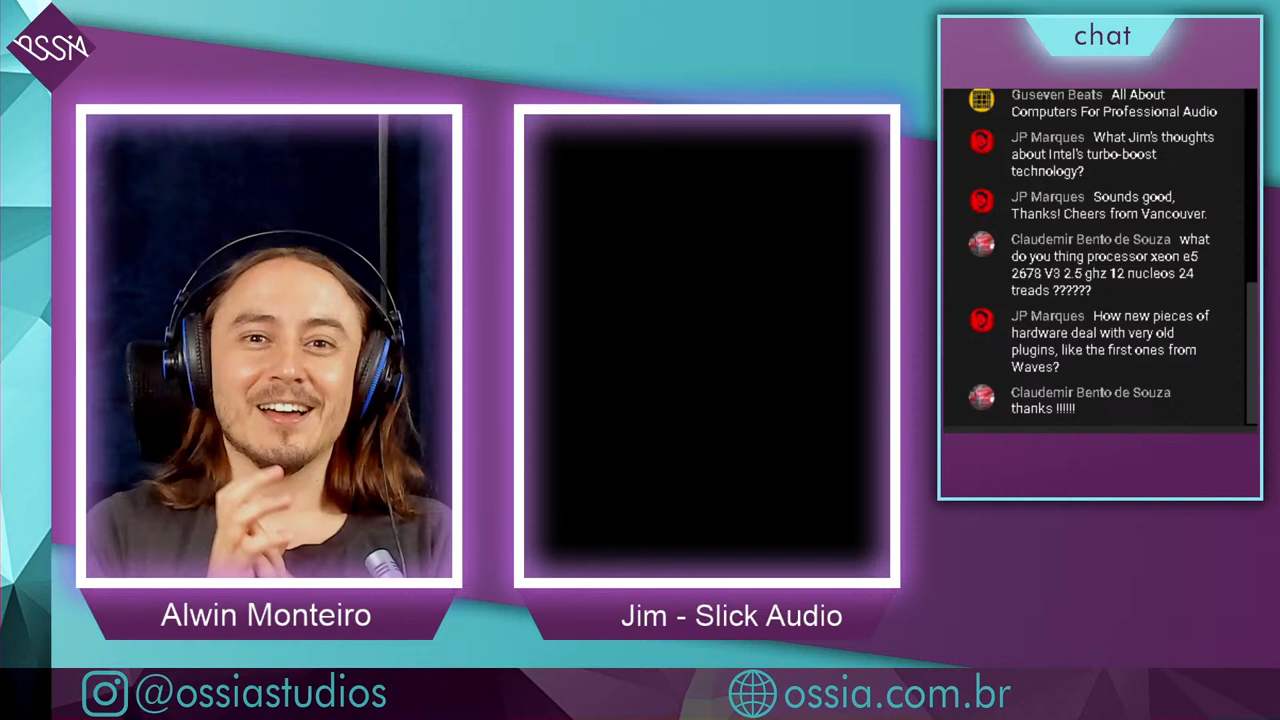 OSSIA
chat
Guseven Beats All About
Computers For Professional Audio
JP Marques What Jim's thoughts
about Intel's turbo-boost
technology?
JP Marques Sounds good,
Thanks! Cheers from Vancouver.
Claudemir Bento de Souza what
do you thing processor xeon e5
2678 V3 2.5 ghz 12 nucleos 24
treads ??????
JP Marques How new pieces of
hardware deal with very old
plugins, like the first ones from
Waves?
Claudemir Bento de Souza
thanks !!!!!!
Alwin Monteiro
Jim - Slick Audio
@ossiastudios
ossia.com.br